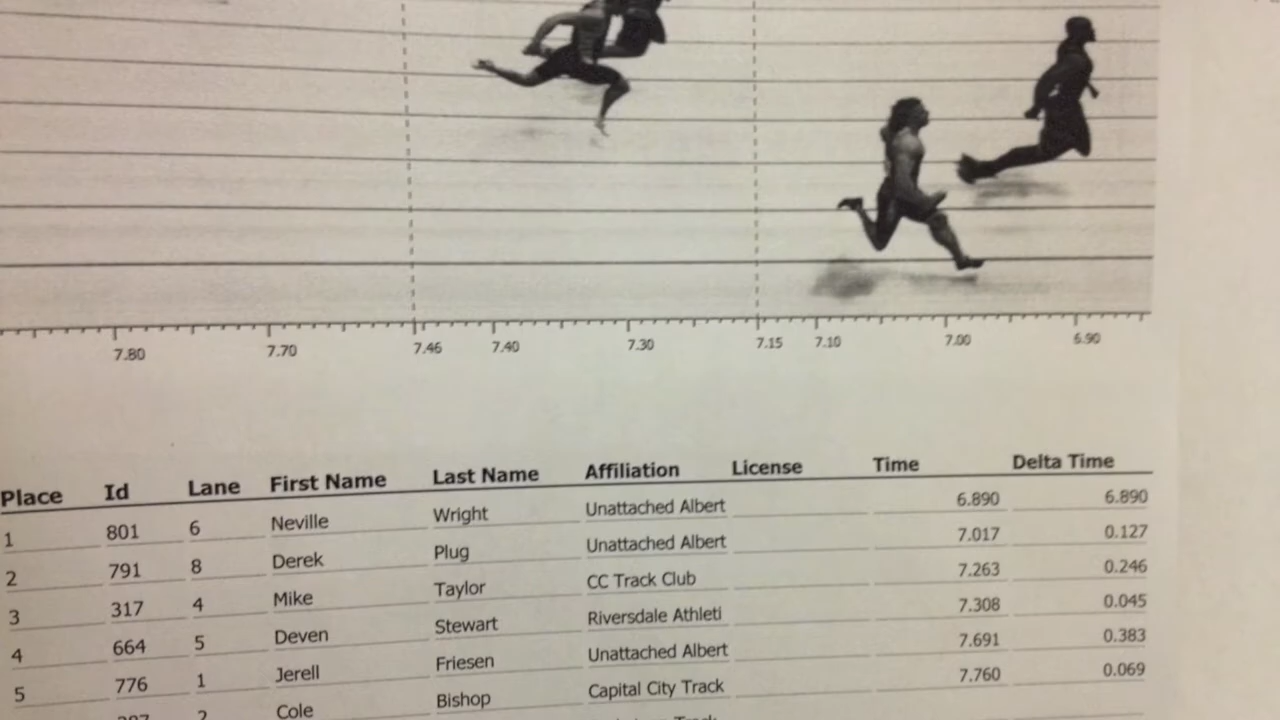 7.80 7.70 7.46 7.40 7.30 7.15 7.10 7.00 6.90
Place Id Lane First Name Last Name Affiliation License Time Delta Time
1 801 6 Neville Wright Unattached Albert 6.890 6.890
2 791 8 Derek Plug Unattached Albert 7.017 0.127
3 317 4 Mike Taylor CC Track Club 7.263 0.246
4 664 5 Deven Stewart Riversdale Athleti 7.308 0.045
5 776 1 Jerell Friesen Unattached Albert 7.691 0.383
2 Cole Bishop Capital City Track 7.760 0.069